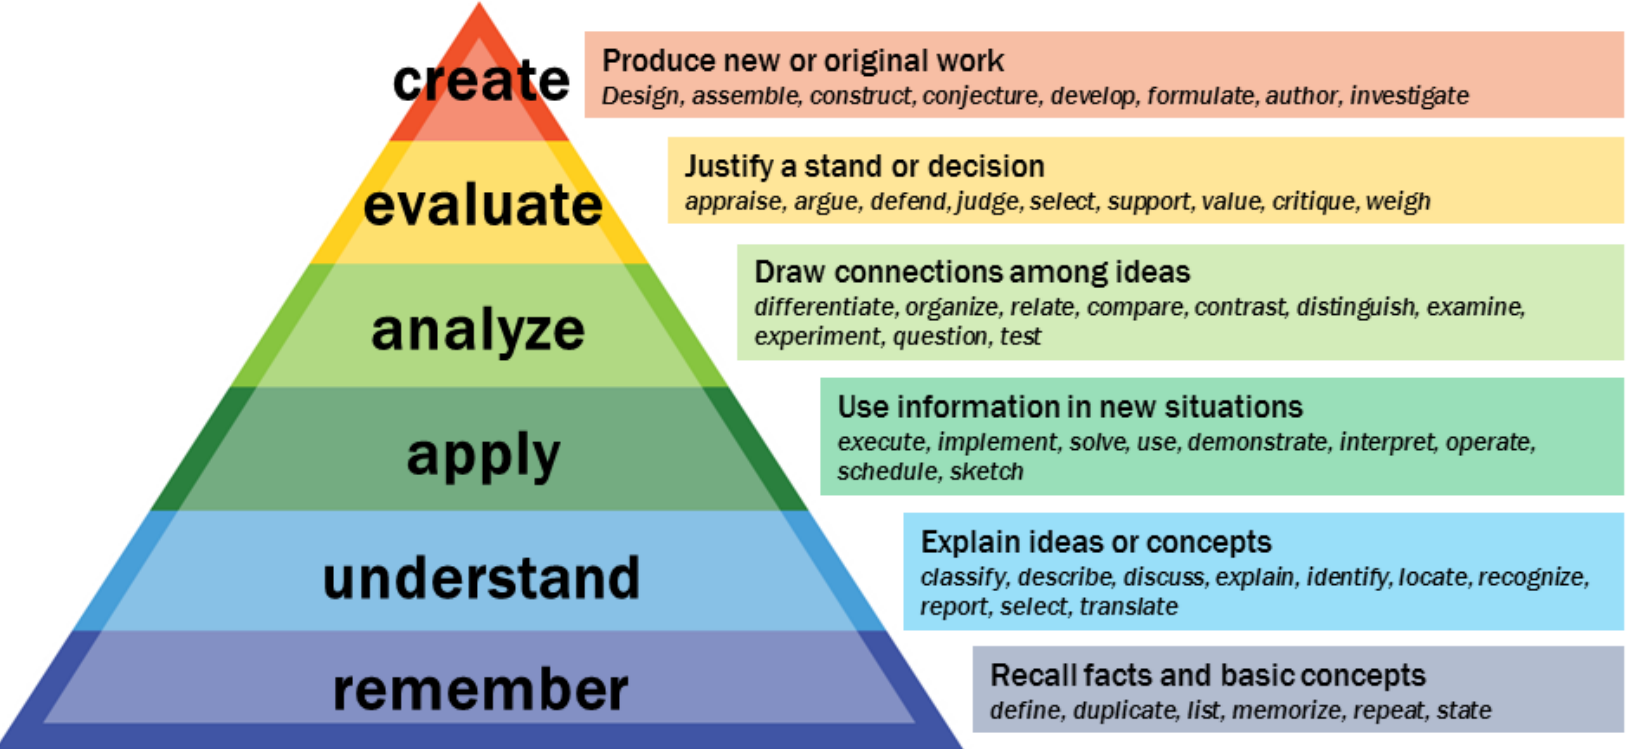 create
Produce new or original work
Design, assemble, construct, conjecture, develop, formulate, author, investigate
evaluate
Justify a stand or decision
appraise, argue, defend, judge, select, support, value, critique, weigh
analyze
Draw connections among ideas
differentiate, organize, relate, compare, contrast, distinguish, examine,
experiment, question, test
apply
Use information in new situations
execute, implement, solve, use, demonstrate, interpret, operate,
schedule, sketch
understand
Explain ideas or concepts
classify, describe, discuss, explain, identify, locate, recognize,
report, select, translate
remember
Recall facts and basic concepts
define, duplicate, list, memorize, repeat, state